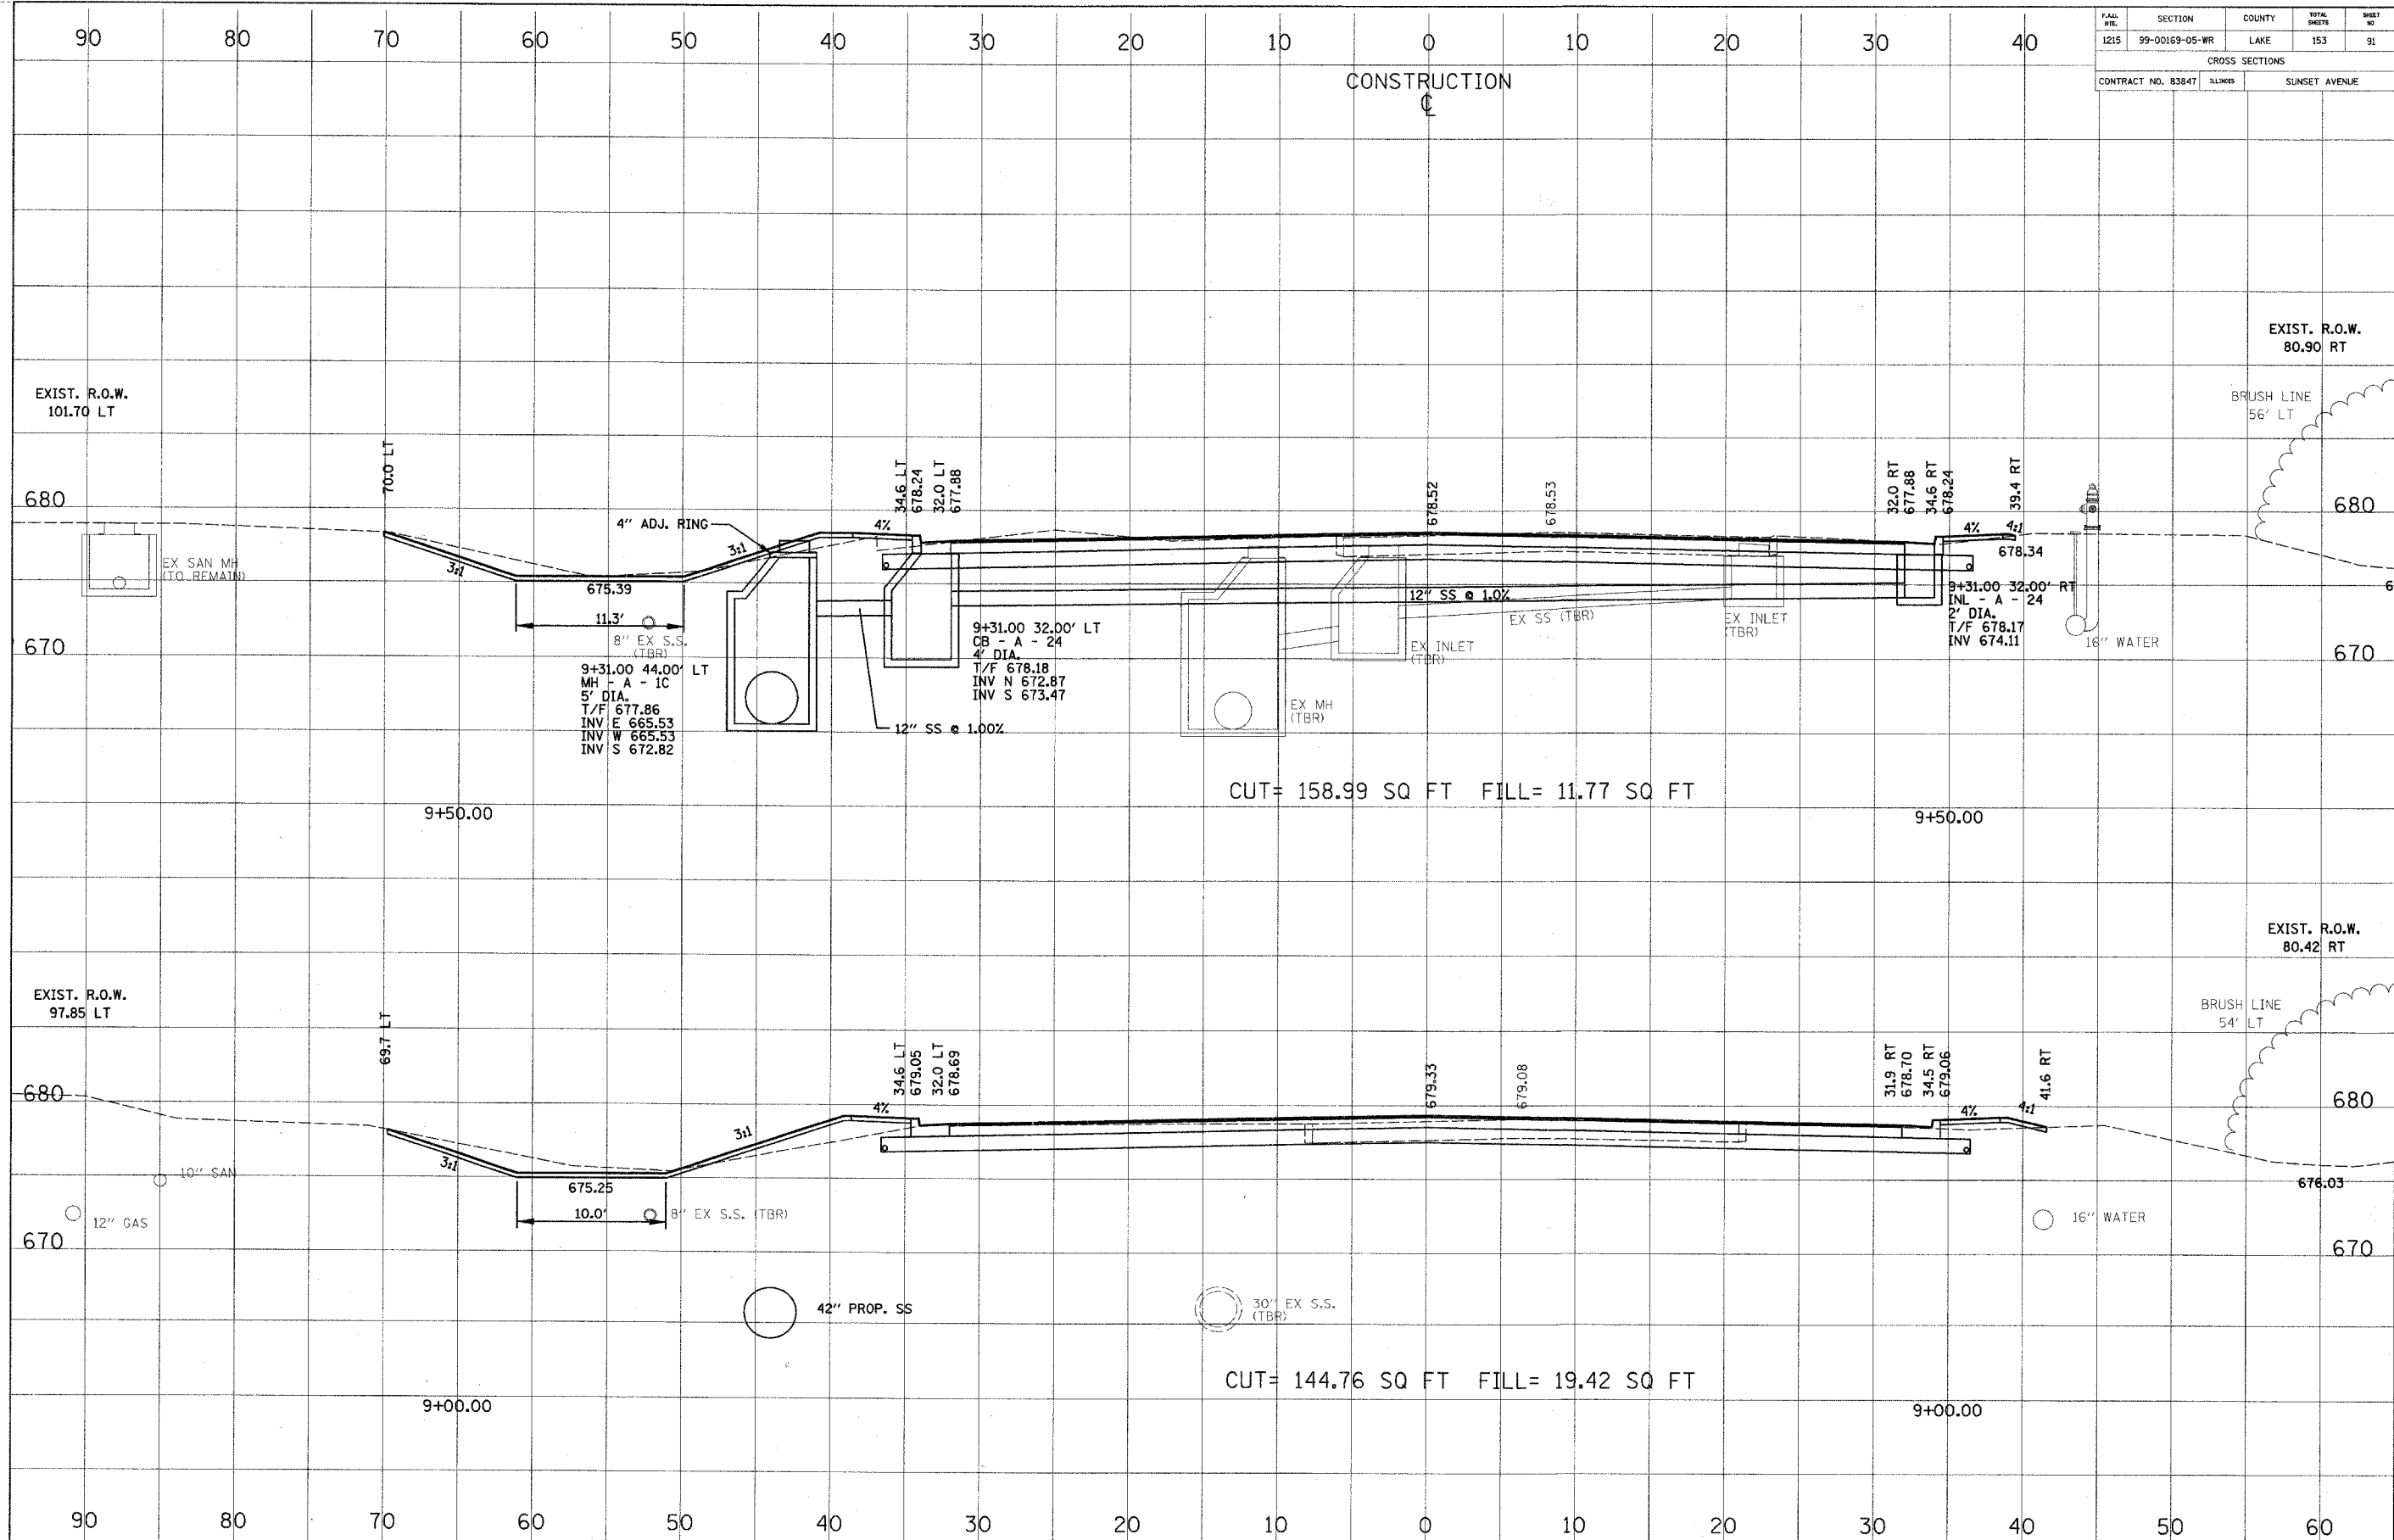 F.A.U. RTE. SECTION COUNTY TOTAL SHEETS SHEET NO
1215 99-00169-05-WR LAKE 153 91
CROSS SECTIONS
CONTRACT NO. 83847 ILLINOIS SUNSET AVENUE
90 80 70 60 50 40 30 20 10 0 10 20 30 40
CONSTRUCTION
℄
EXIST. R.O.W.
80.90 RT
EXIST. R.O.W.
101.70 LT
BRUSH LINE
56' LT
70.0 LT
34.6 LT
678.24
32.0 LT
677.88
678.52
678.53
32.0 RT
677.88
34.6 RT
678.24
39.4 RT
680
680
4" ADJ. RING
4%
4%
4:1
3:1
3:1
678.34
EX SAN MH
(TO REMAIN)
675.39
11.3'
8" EX S.S.
(TBR)
9+31.00 44.00' LT
MH - A - 1C
5' DIA.
T/F 677.86
INV E 665.53
INV W 665.53
INV S 672.82
9+31.00 32.00' LT
CB - A - 24
4' DIA.
T/F 678.18
INV N 672.87
INV S 673.47
12" SS @ 1.00%
12" SS @ 1.0%
EX SS (TBR)
EX INLET
(TBR)
EX INLET
(TBR)
EX MH
(TBR)
9+31.00 32.00' RT
INL - A - 24
2' DIA.
T/F 678.17
INV 674.11
16" WATER
6
670
670
CUT= 158.99 SQ FT FILL= 11.77 SQ FT
9+50.00
9+50.00
EXIST. R.O.W.
80.42 RT
EXIST. R.O.W.
97.85 LT
BRUSH LINE
54' LT
69.7 LT
34.6 LT
679.05
32.0 LT
678.69
679.33
679.08
31.9 RT
678.70
34.5 RT
679.06
41.6 RT
680
680
4%
4%
4:1
3:1
3:1
10" SAN
12" GAS
675.25
10.0'
8" EX S.S. (TBR)
676.03
16" WATER
670
670
42" PROP. SS
30" EX S.S.
(TBR)
CUT= 144.76 SQ FT FILL= 19.42 SQ FT
9+00.00
9+00.00
90 80 70 60 50 40 30 20 10 0 10 20 30 40 50 60